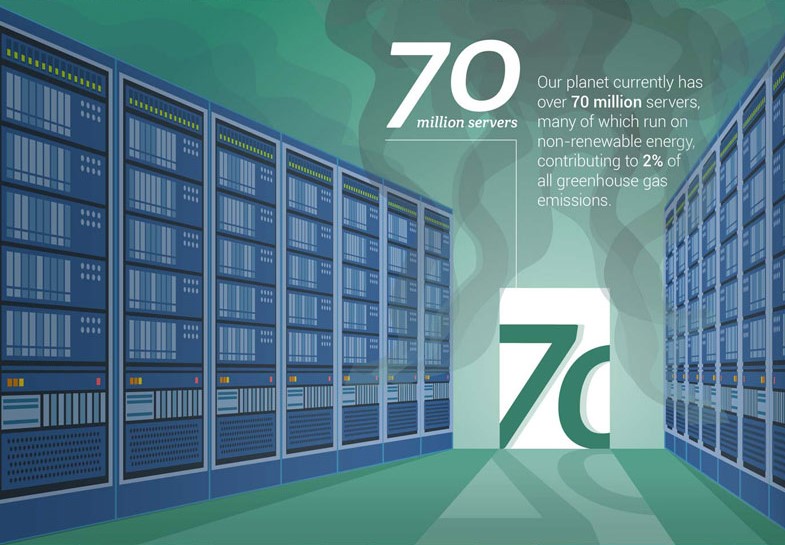 70
million servers
Our planet currently has
over 70 million servers,
many of which run on
non-renewable energy,
contributing to 2% of
all greenhouse gas
emissions.
70